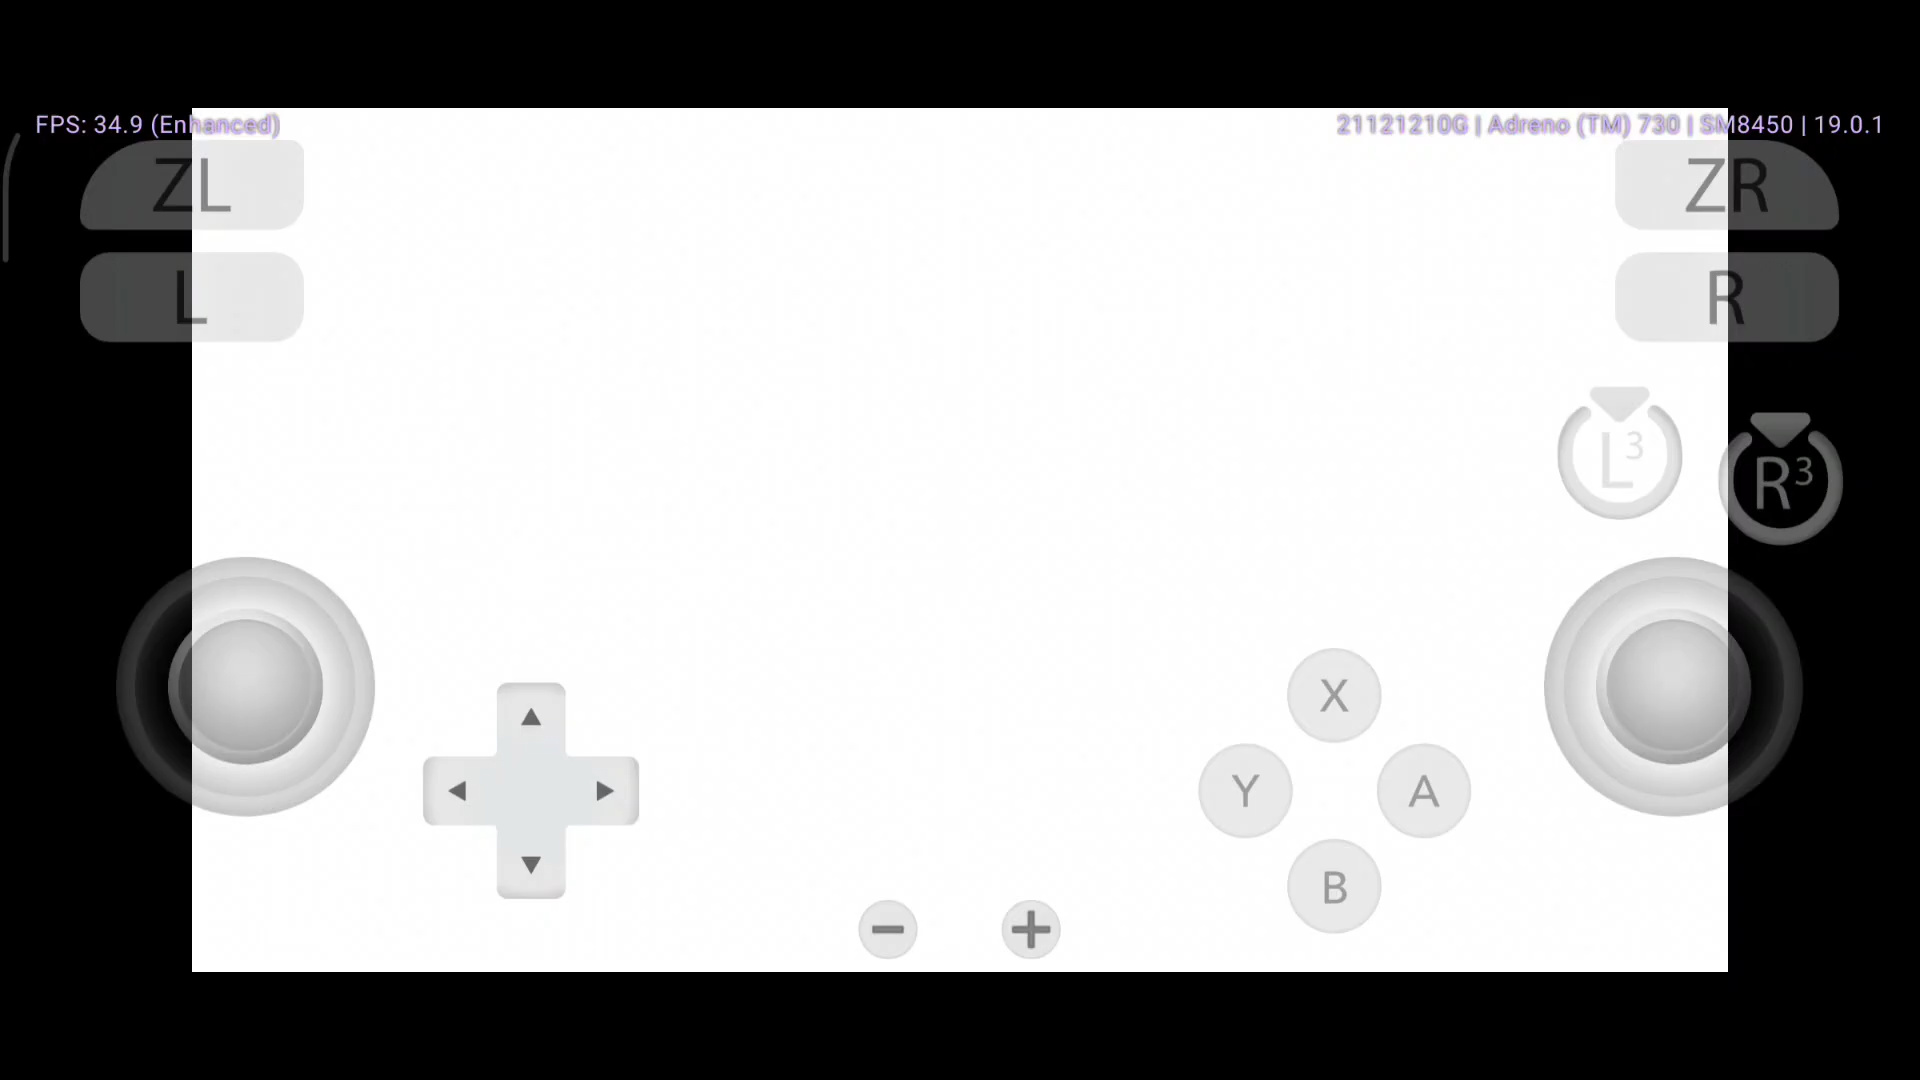 FPS: 34.9 (Enhanced)
21121210G | Adreno (TM) 730 | SM8450 | 19.0.1
ZL
ZR
L
R
L3
R3
X
Y
A
B